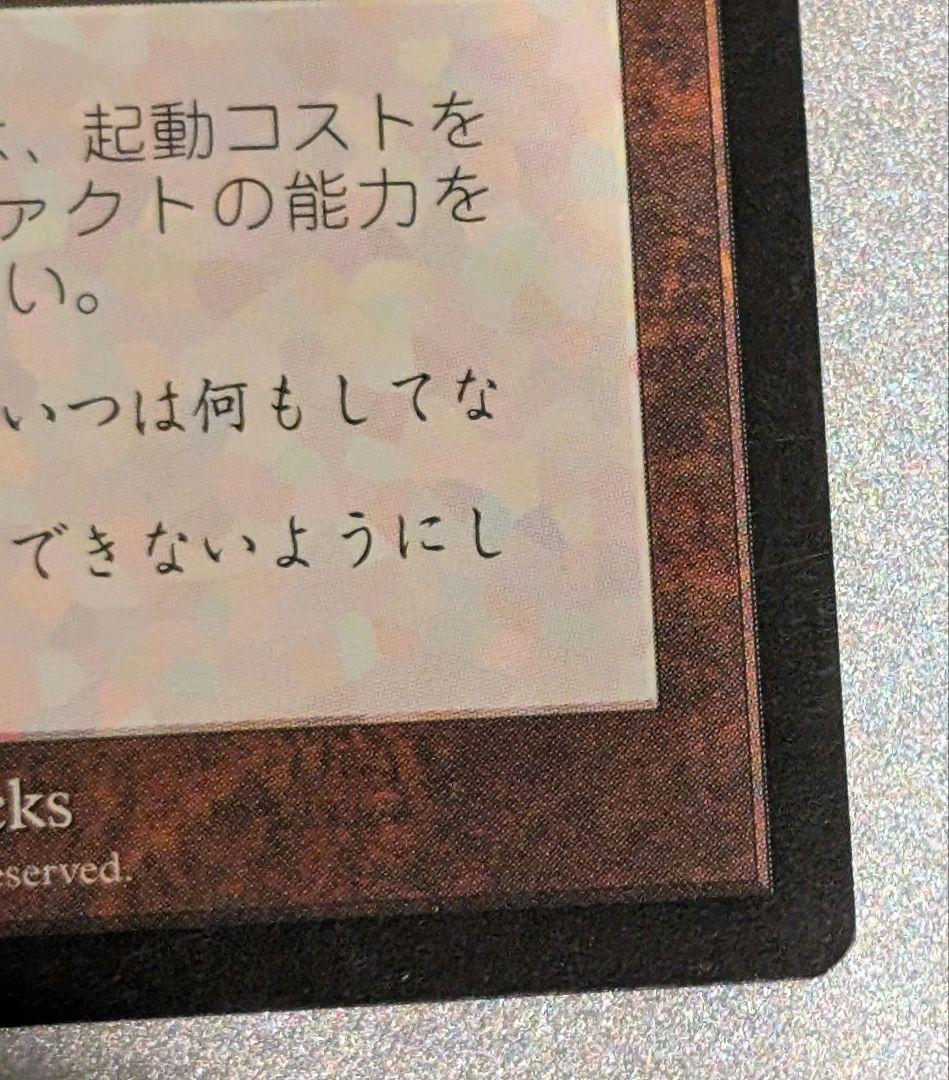 、起動コストを
ァクトの能力を
い。
いつは何もしてな
できないようにし
cks
eserved.